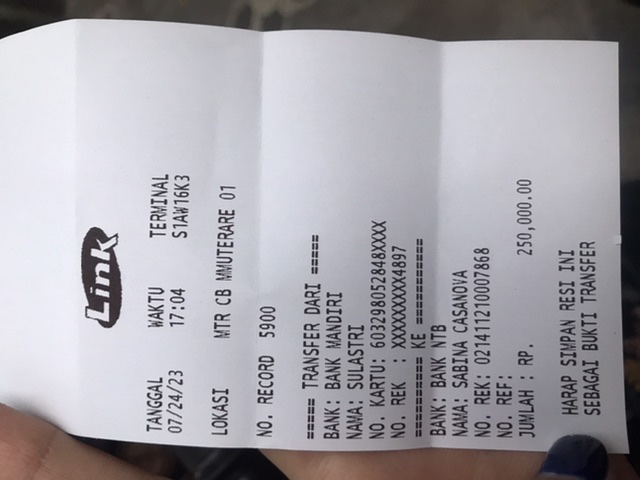 Link
TANGGAL WAKTU TERMINAL
07/24/23 17:04 S1AW16K3
LOKASI MTR CB MMUTERARE 01
NO. RECORD 5900
===== TRANSFER DARI =====
BANK: BANK MANDIRI
NAMA: SULASTRI
NO. KARTU: 603298052848XXXX
NO. REK : XXXXXXXXX4897
========== KE ===========
BANK: BANK NTB
NAMA: SABINA CASANOVA
NO. REK: 0214111210007868
NO. REF:
JUMLAH : RP. 250,000.00
HARAP SIMPAN RESI INI
SEBAGAI BUKTI TRANSFER